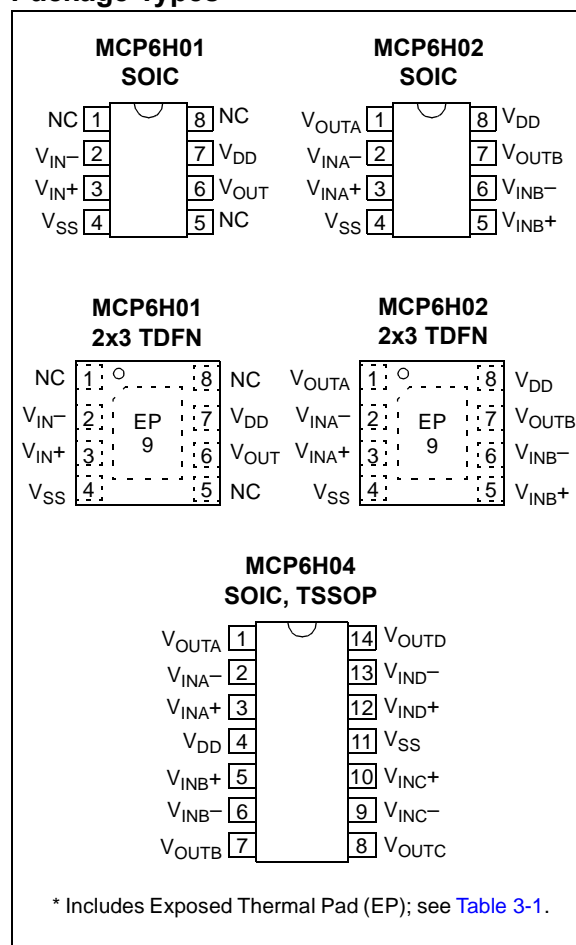 Package Types
MCP6H01
SOIC
NC 1 8 NC
VIN– 2 7 VDD
VIN+ 3 6 VOUT
VSS 4 5 NC
MCP6H02
SOIC
VOUTA 1 8 VDD
VINA– 2 7 VOUTB
VINA+ 3 6 VINB–
VSS 4 5 VINB+
MCP6H01
2x3 TDFN
NC 1 8 NC
VIN– 2 EP 7 VDD
VIN+ 3 9 6 VOUT
VSS 4 5 NC
MCP6H02
2x3 TDFN
VOUTA 1 8 VDD
VINA– 2 EP 7 VOUTB
VINA+ 3 9 6 VINB–
VSS 4 5 VINB+
MCP6H04
SOIC, TSSOP
VOUTA 1 14 VOUTD
VINA– 2 13 VIND–
VINA+ 3 12 VIND+
VDD 4 11 VSS
VINB+ 5 10 VINC+
VINB– 6 9 VINC–
VOUTB 7 8 VOUTC
* Includes Exposed Thermal Pad (EP); see Table 3-1.